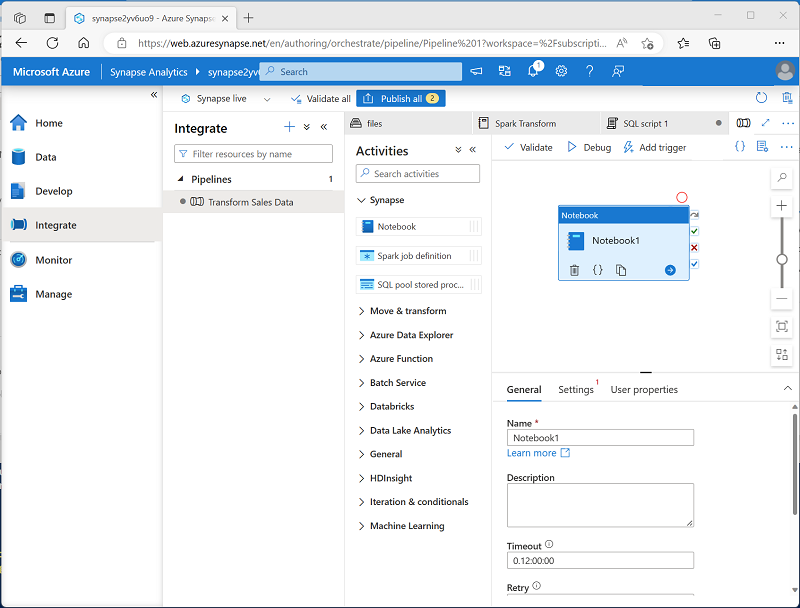 synapse2yv6uo9 - Azure Synaps
https://web.azuresynapse.net/en/authoring/orchestrate/pipeline/Pipeline%201?workspace=%2Fsubscripti...
Microsoft Azure
Synapse Analytics
synapse2yv
Search
1
Home
Data
Develop
Integrate
Monitor
Manage
Synapse live
Validate all
Publish all
2
Integrate
Filter resources by name
Pipelines
1
Transform Sales Data
files
Spark Transform
SQL script 1
Activities
Search activities
Synapse
Notebook
Spark job definition
SQL pool stored proc...
Move & transform
Azure Data Explorer
Azure Function
Batch Service
Databricks
Data Lake Analytics
General
HDInsight
Iteration & conditionals
Machine Learning
Validate
Debug
Add trigger
Notebook
Notebook1
General
Settings 1
User properties
Name *
Notebook1
Learn more
Description
Timeout
0.12:00:00
Retry